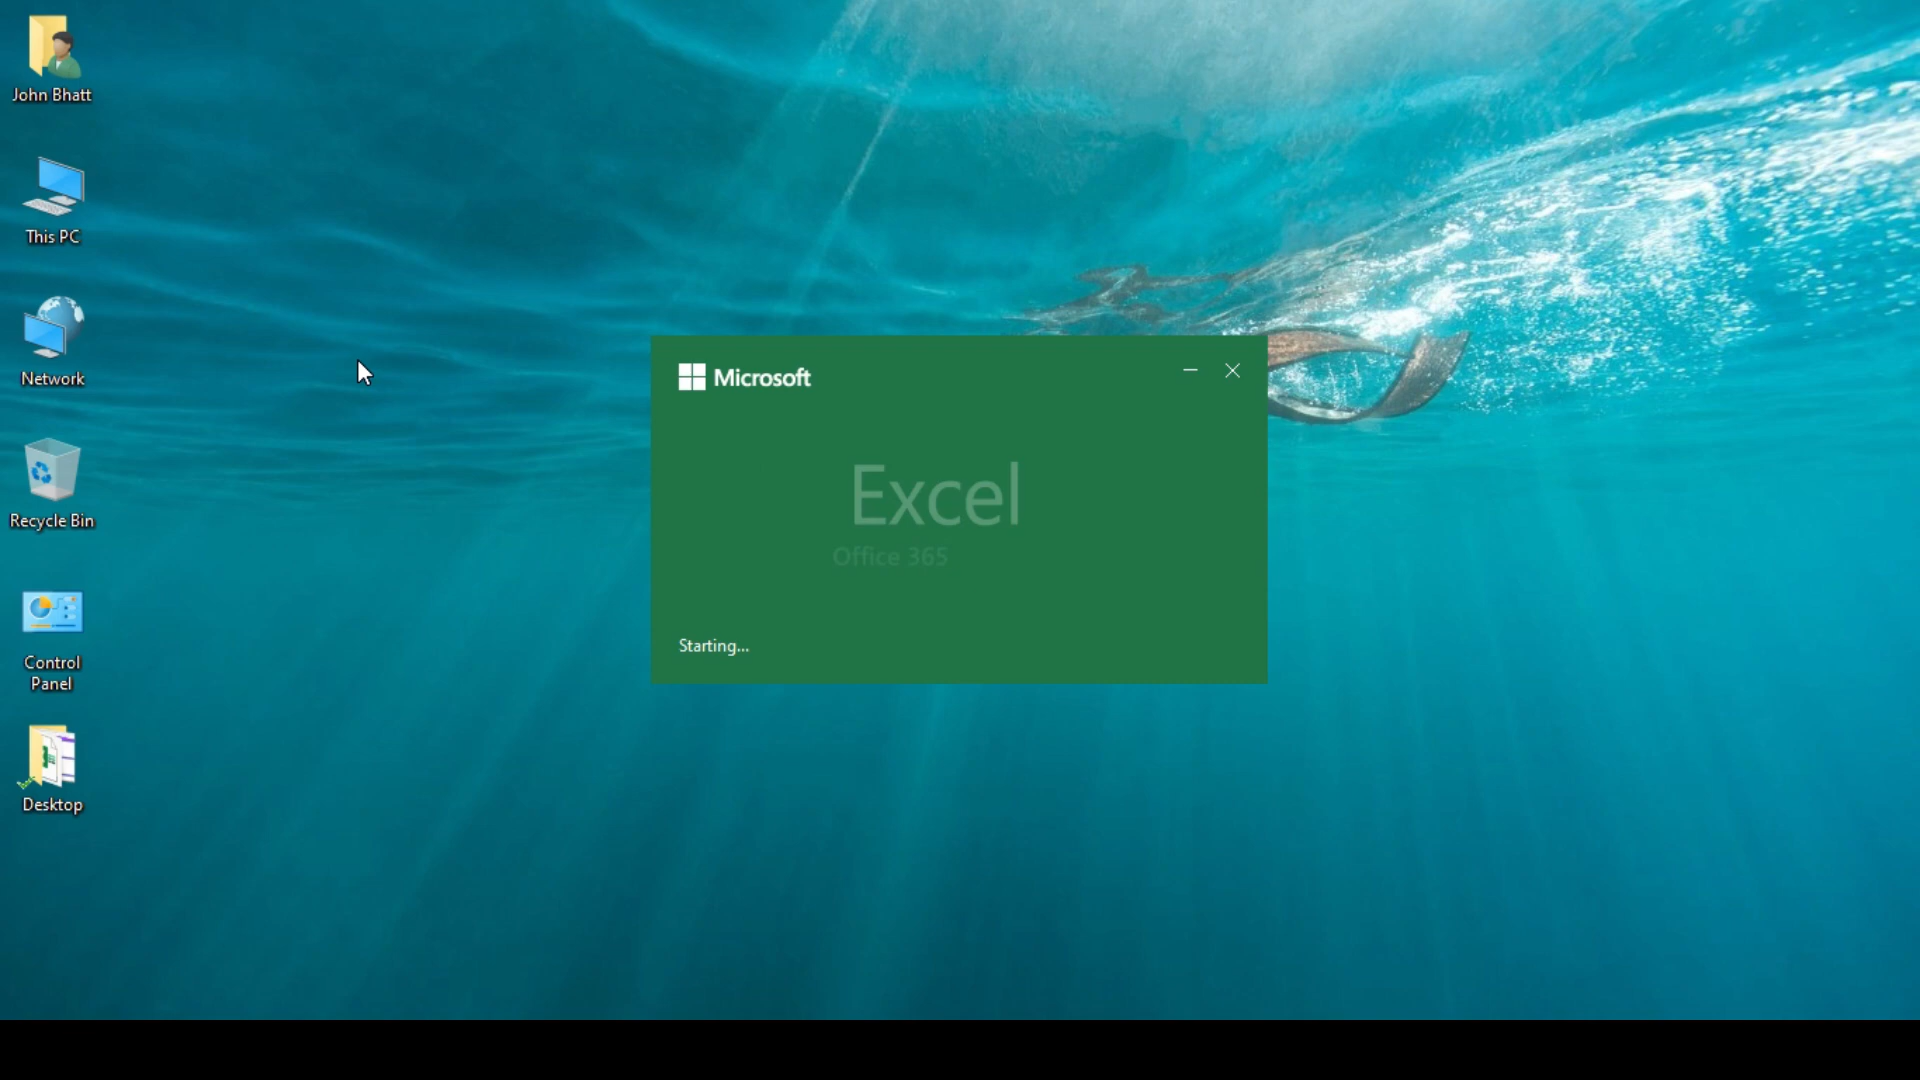 John Bhatt
This PC
Network
Recycle Bin
Control
Panel
Desktop
Microsoft
Excel
Office 365
Starting...